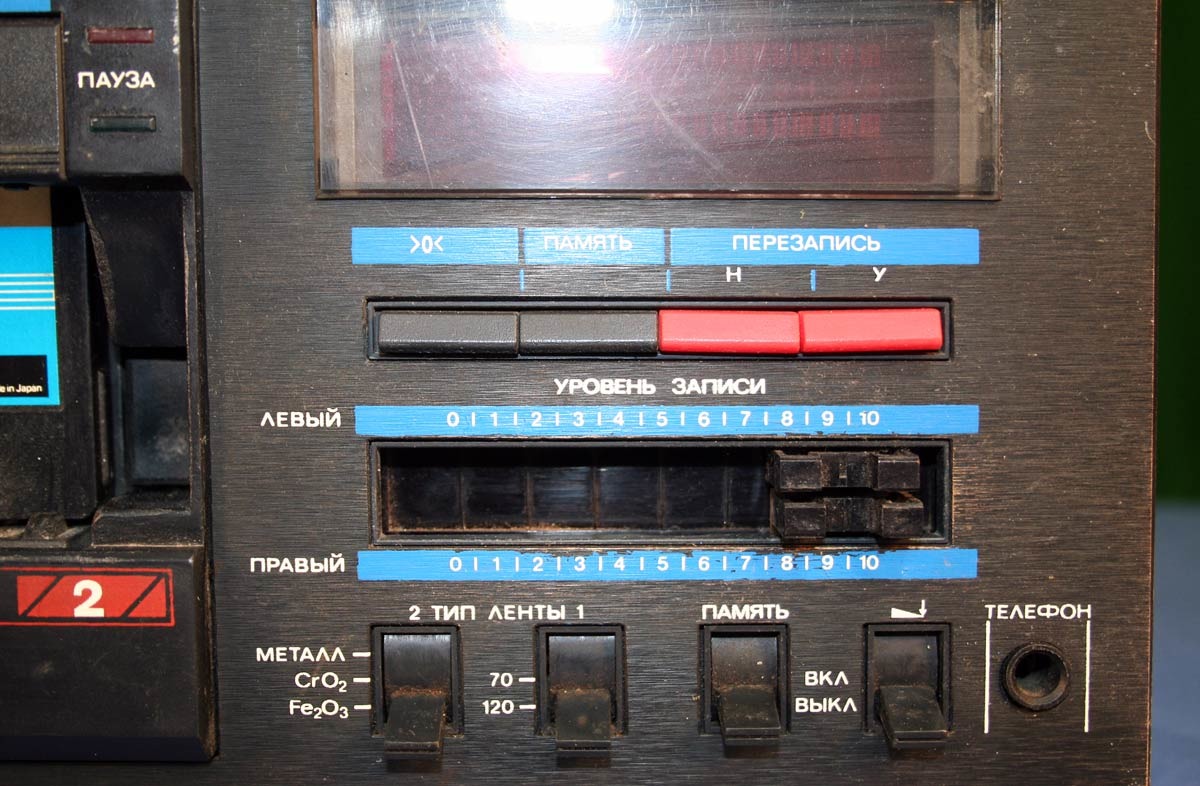 ПАУЗА
>0< ПАМЯТЬ ПЕРЕЗАПИСЬ
Н У
УРОВЕНЬ ЗАПИСИ
ЛЕВЫЙ 0 1 2 3 4 5 6 7 8 9 10
e in Japan
ПРАВЫЙ 0 1 2 3 4 5 6 7 8 9 10
2
2 ТИП ЛЕНТЫ 1 ПАМЯТЬ ТЕЛЕФОН
МЕТАЛЛ
CrO₂ 70 ВКЛ
Fe₂O₃ 120 ВЫКЛ